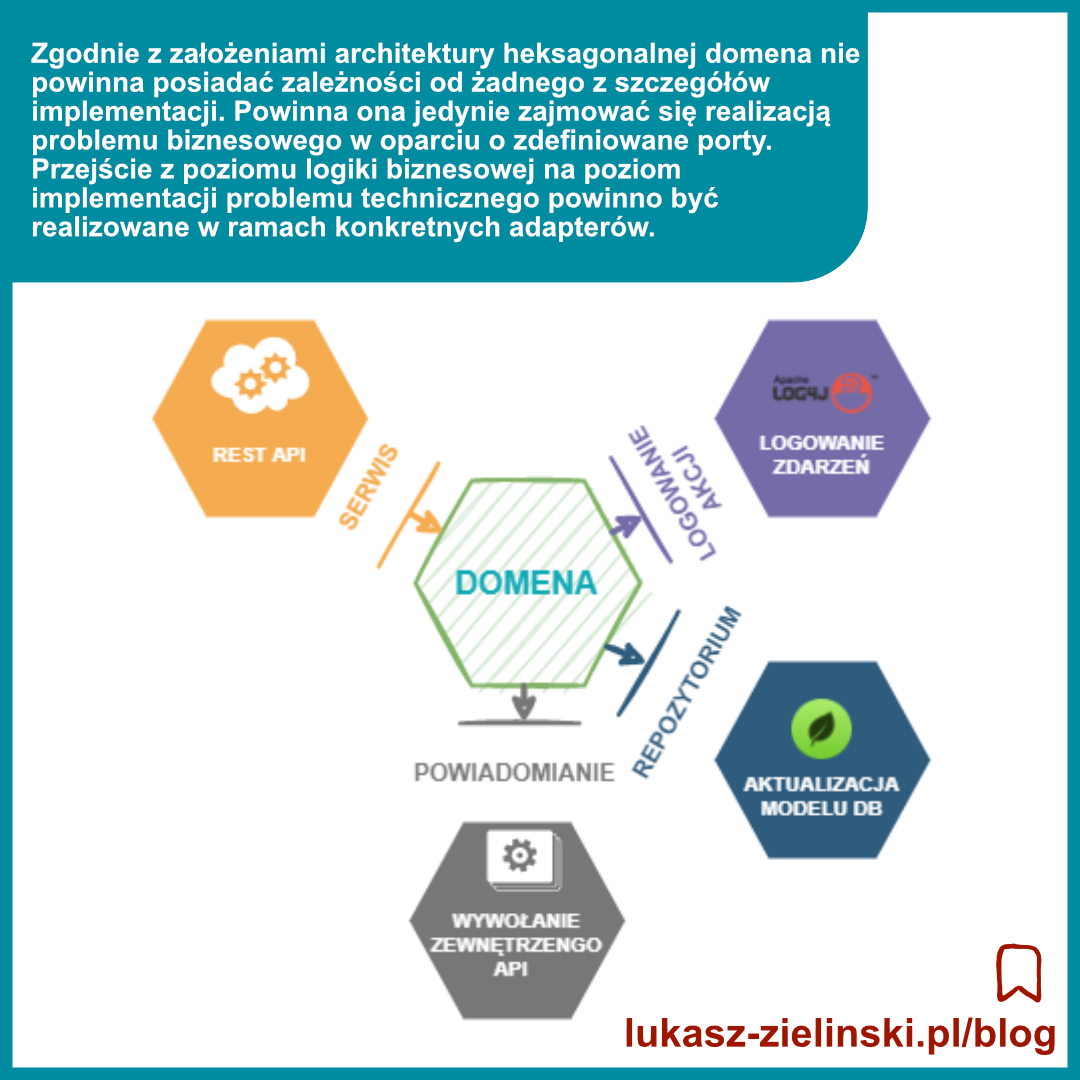 Zgodnie z założeniami architektury heksagonalnej domena nie
powinna posiadać zależności od żadnego z szczegółów
implementacji. Powinna ona jedynie zajmować się realizacją
problemu biznesowego w oparciu o zdefiniowane porty.
Przejście z poziomu logiki biznesowej na poziom
implementacji problemu technicznego powinno być
realizowane w ramach konkretnych adapterów.
REST API
SERWIS
Apache
LOG4J
™
LOGOWANIE
ZDARZEŃ
LOGOWANIE
AKCJI
DOMENA
REPOZYTORIUM
POWIADOMIANIE
AKTUALIZACJA
MODELU DB
WYWOŁANIE
ZEWNĘTRZENGO
API
lukasz-zielinski.pl/blog